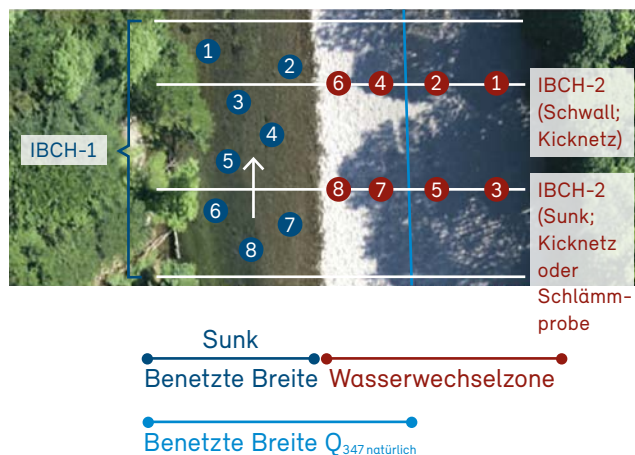 1
2
6
4
2
1
IBCH-2
(Schwall;
Kicknetz)
3
4
IBCH-1
5
8
7
5
3
IBCH-2
(Sunk;
Kicknetz
oder
Schlämm-
probe
6
7
8
Sunk
Benetzte Breite
Wasserwechselzone
Benetzte Breite Q347 natürlich